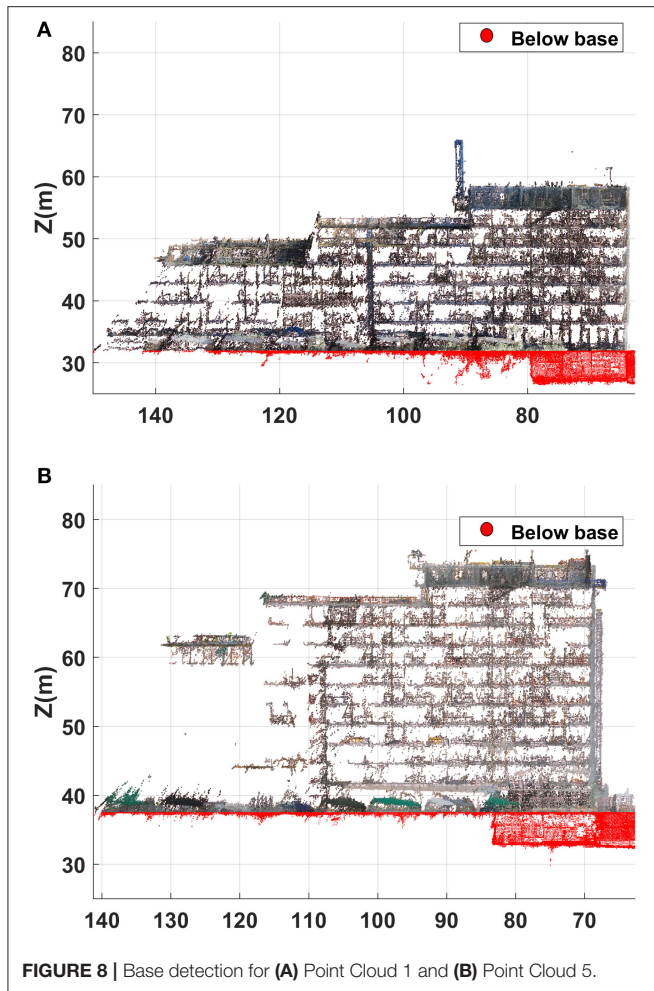 A
Below base
80
70
60
50
40
30
Z(m)
140 120 100 80
B
Below base
80
70
60
50
40
30
Z(m)
140 130 120 110 100 90 80 70
FIGURE 8 | Base detection for (A) Point Cloud 1 and (B) Point Cloud 5.